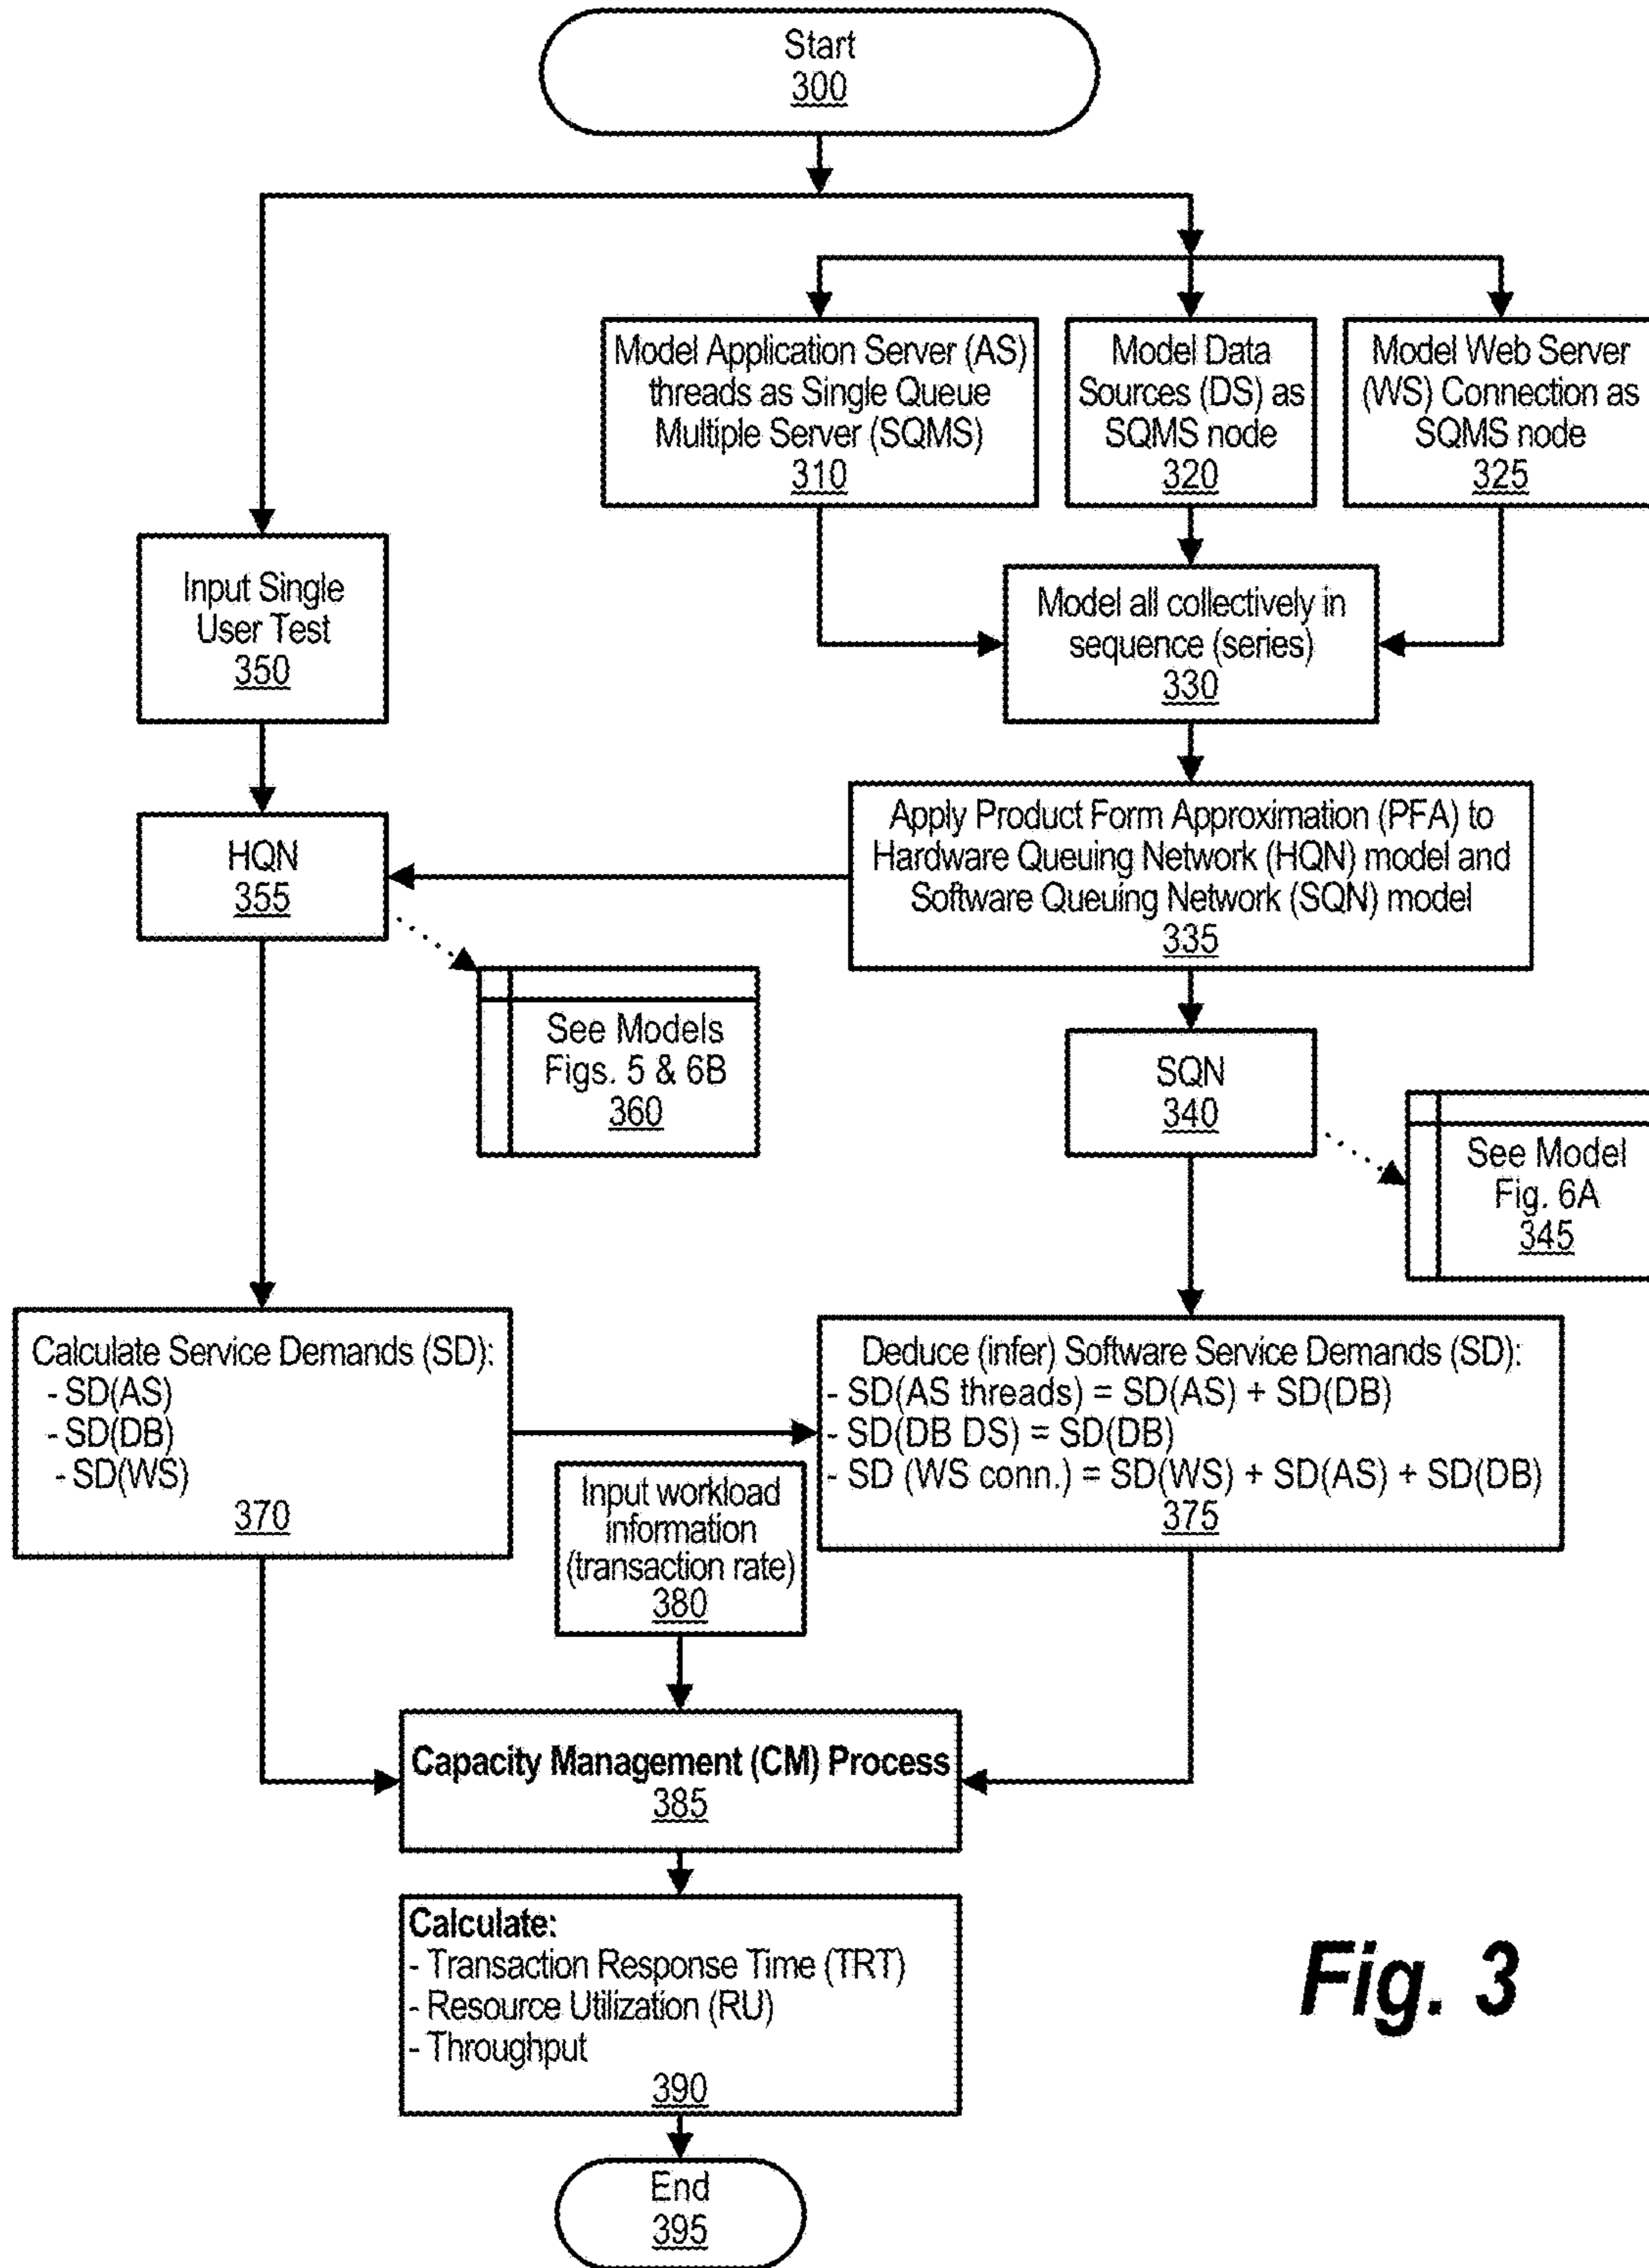 Start
300
Model Application Server (AS)
threads as Single Queue
Multiple Server (SQMS)
310
Model Data
Sources (DS) as
SQMS node
320
Model Web Server
(WS) Connection as
SQMS node
325
Input Single
User Test
350
Model all collectively in
sequence (series)
330
HQN
355
Apply Product Form Approximation (PFA) to
Hardware Queuing Network (HQN) model and
Software Queuing Network (SQN) model
335
See Models
Figs. 5 & 6B
360
SQN
340
See Model
Fig. 6A
345
Calculate Service Demands (SD):
- SD(AS)
- SD(DB)
- SD(WS)
370
Deduce (infer) Software Service Demands (SD):
- SD(AS threads) = SD(AS) + SD(DB)
- SD(DB DS) = SD(DB)
- SD (WS conn.) = SD(WS) + SD(AS) + SD(DB)
375
Input workload
information
(transaction rate)
380
Capacity Management (CM) Process
385
Calculate:
- Transaction Response Time (TRT)
- Resource Utilization (RU)
- Throughput
390
End
395
Fig. 3